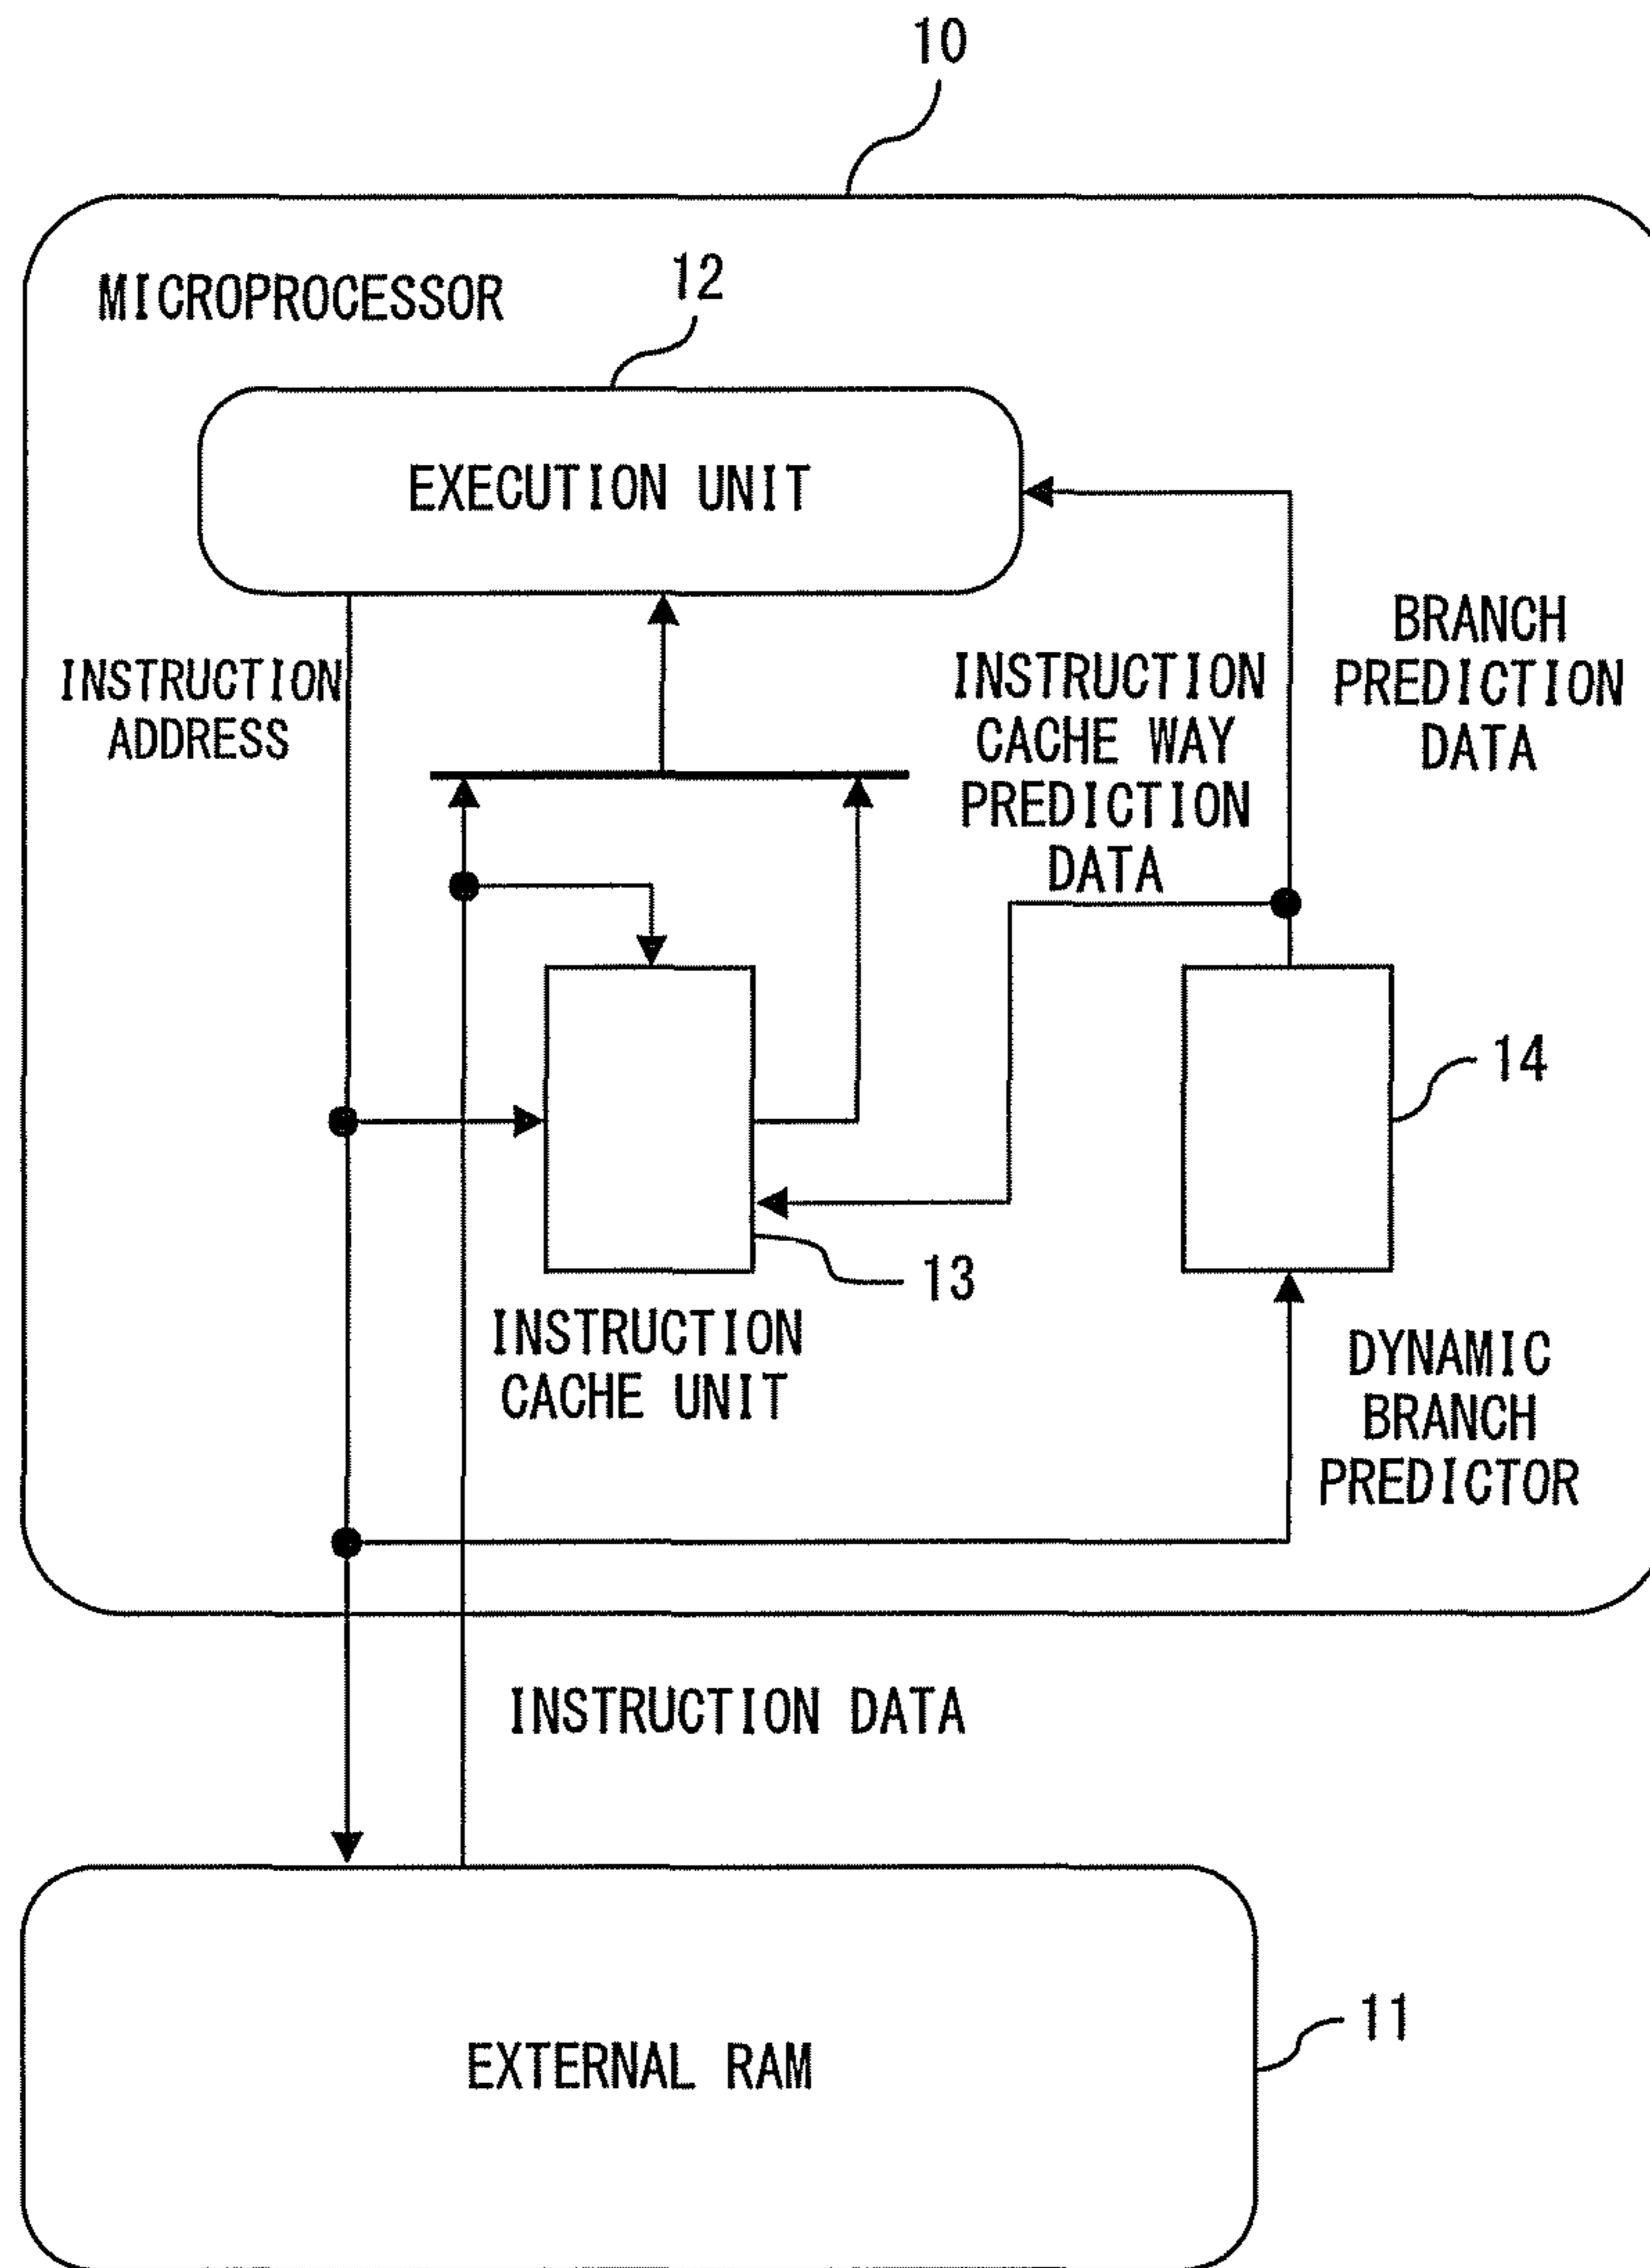 10
MICROPROCESSOR
12
EXECUTION UNIT
INSTRUCTION
ADDRESS
INSTRUCTION
CACHE WAY
PREDICTION
DATA
BRANCH
PREDICTION
DATA
14
13
INSTRUCTION
CACHE UNIT
DYNAMIC
BRANCH
PREDICTOR
INSTRUCTION DATA
EXTERNAL RAM
11